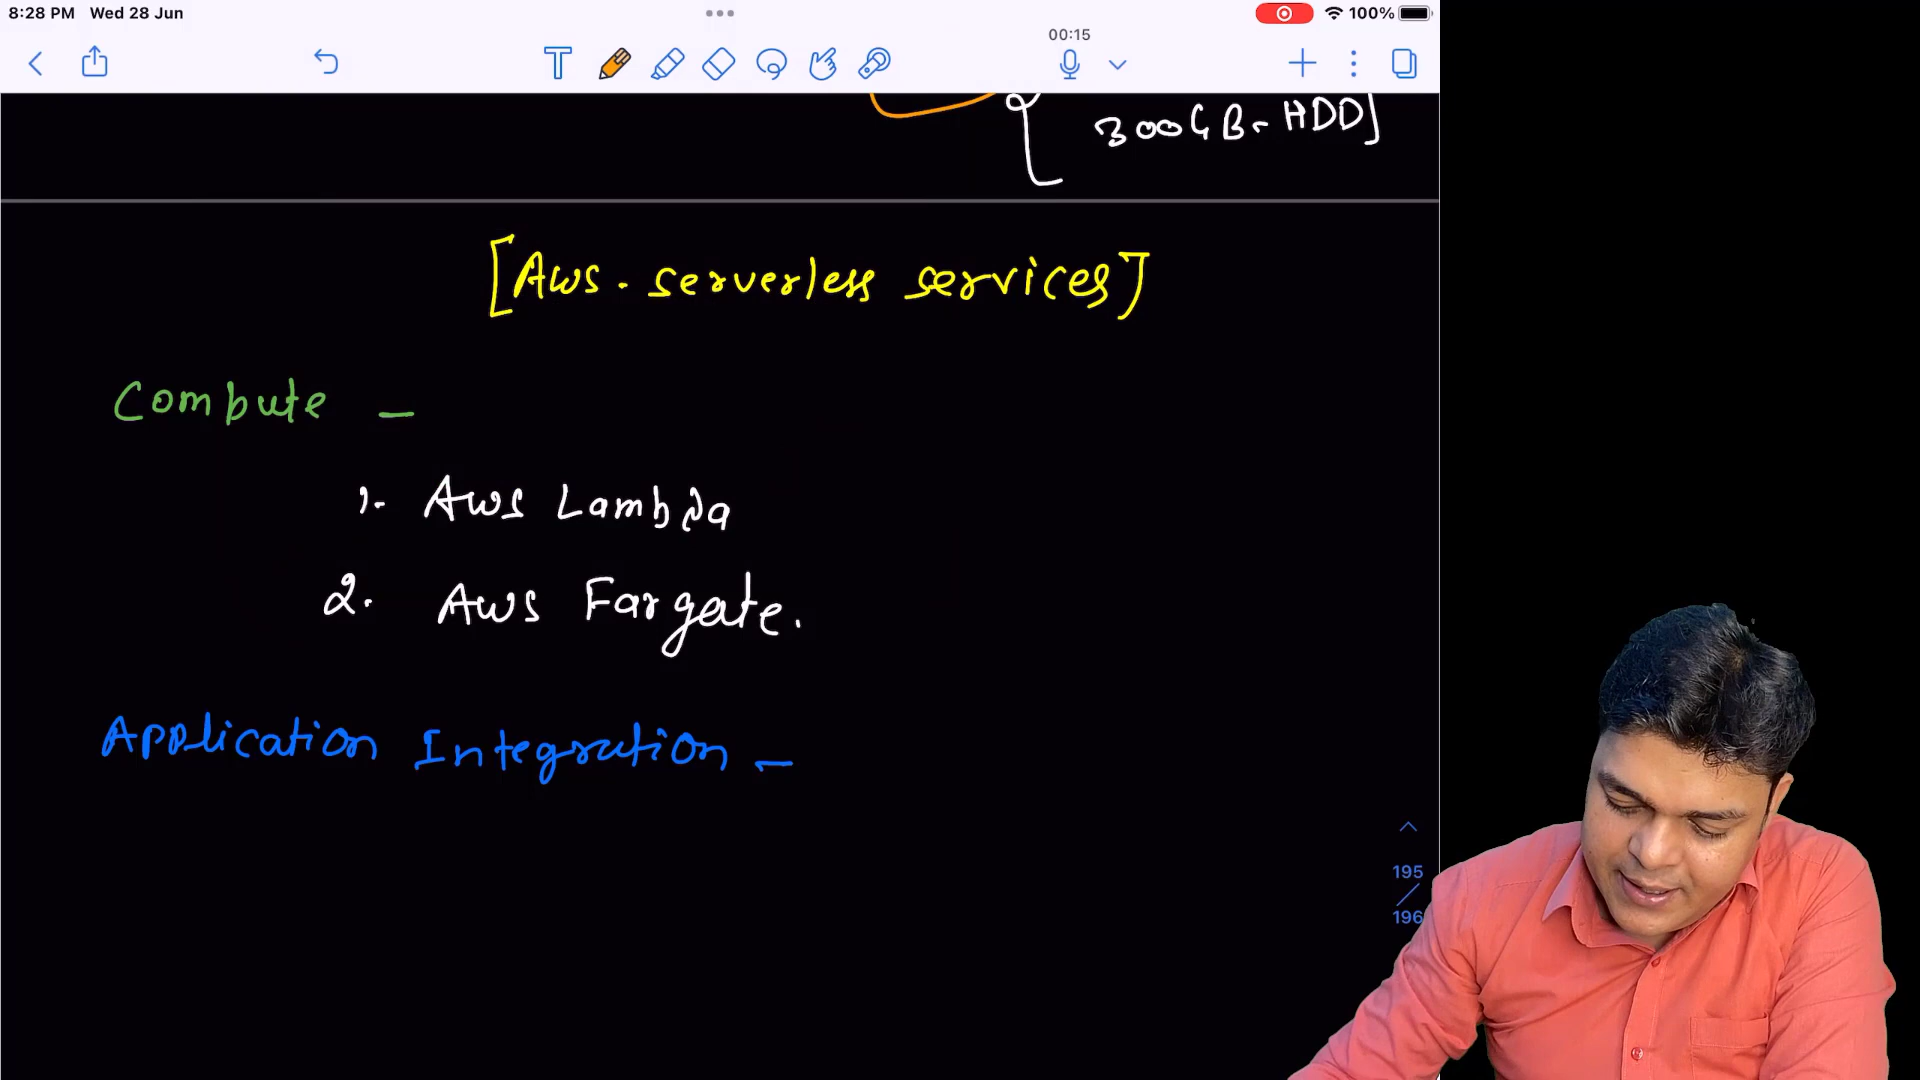 8:28 PM Wed 28 Jun
100%
00:15
300GB- HDD]
[Aws. serverless services]
Compute -
1. Aws Lambda
2. Aws Fargate.
Application Integration -
195
196